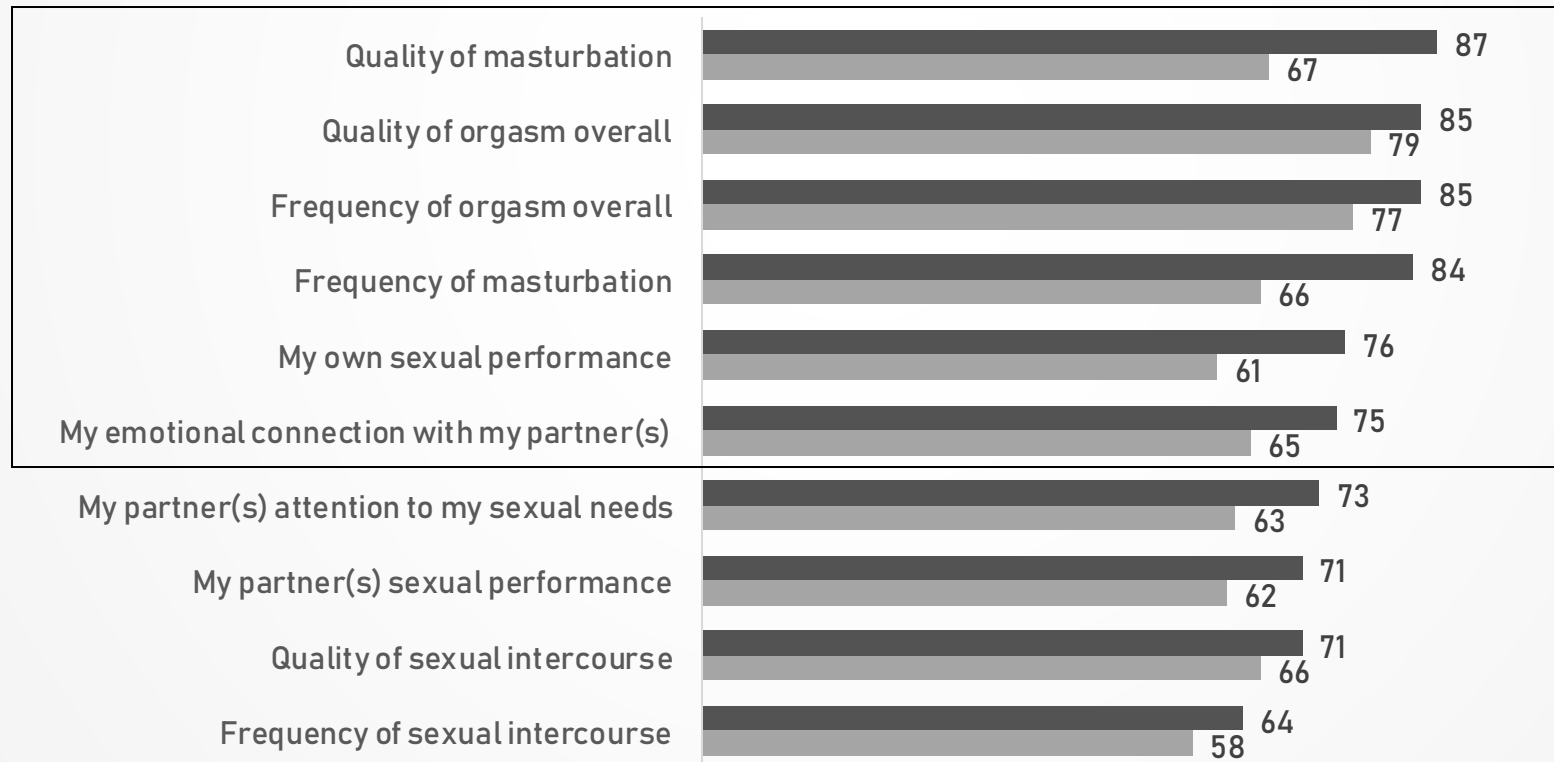 Quality of masturbation
87
67
Quality of orgasm overall
85
79
Frequency of orgasm overall
85
77
Frequency of masturbation
84
66
My own sexual performance
76
61
My emotional connection with my partner(s)
75
65
My partner(s) attention to my sexual needs
73
63
My partner(s) sexual performance
71
62
Quality of sexual intercourse
71
66
Frequency of sexual intercourse
64
58